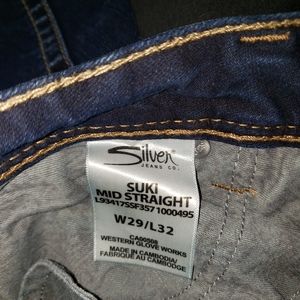 Silver
JEANS CO.
SUKI
MID STRAIGHT
L93417SSF357 1000495
W29/L32
CA00508
WESTERN GLOVE WORKS
MADE IN CAMBODIA/
FABRIQUÉ AU CAMBODGE